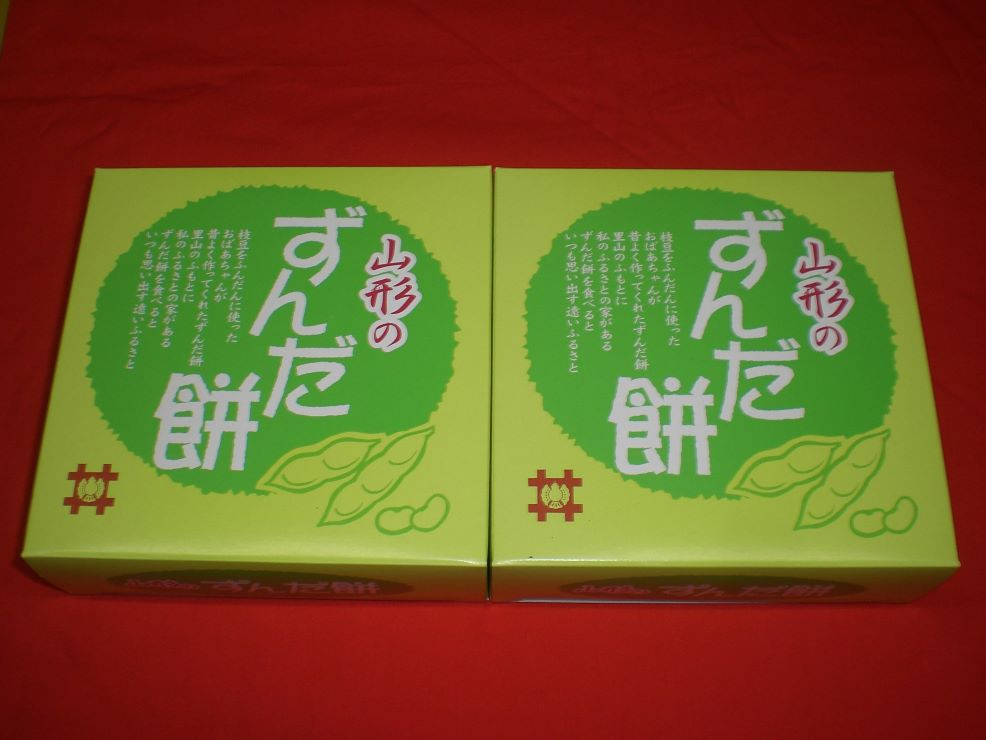 山形の
ずんだ
餅
枝豆をふんだんに使った
おばあちゃんが
昔よく作ってくれたずんだ餅
里山のふもとに
私のふるさとの家がある
ずんだ餅を食べると
いつも思い出す遠いふるさと
山形の ずんだ餅
山形の
ずんだ
餅
枝豆をふんだんに使った
おばあちゃんが
昔よく作ってくれたずんだ餅
里山のふもとに
私のふるさとの家がある
ずんだ餅を食べると
いつも思い出す遠いふるさと
山形の ずんだ餅